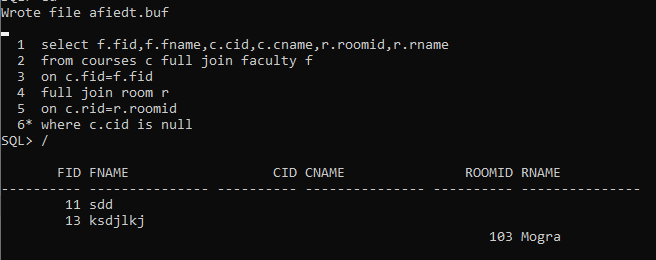 Wrote file afiedt.buf
1 select f.fid,f.fname,c.cid,c.cname,r.roomid,r.rname
2 from courses c full join faculty f
3 on c.fid=f.fid
4 full join room r
5 on c.rid=r.roomid
6* where c.cid is null
SQL> /
FID FNAME CID CNAME ROOMID RNAME
---------- --------------- ---------- --------------- ---------- ---------------
11 sdd
13 ksdjlkj
103 Mogra